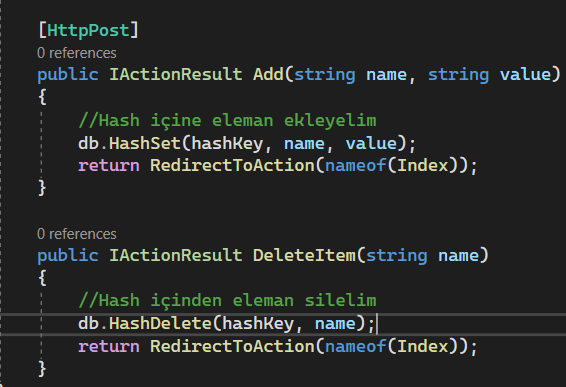 [HttpPost]
0 references
public IActionResult Add(string name, string value)
{
//Hash içine eleman ekleyelim
db.HashSet(hashKey, name, value);
return RedirectToAction(nameof(Index));
}
0 references
public IActionResult DeleteItem(string name)
{
//Hash içinden eleman silelim
db.HashDelete(hashKey, name);
return RedirectToAction(nameof(Index));
}